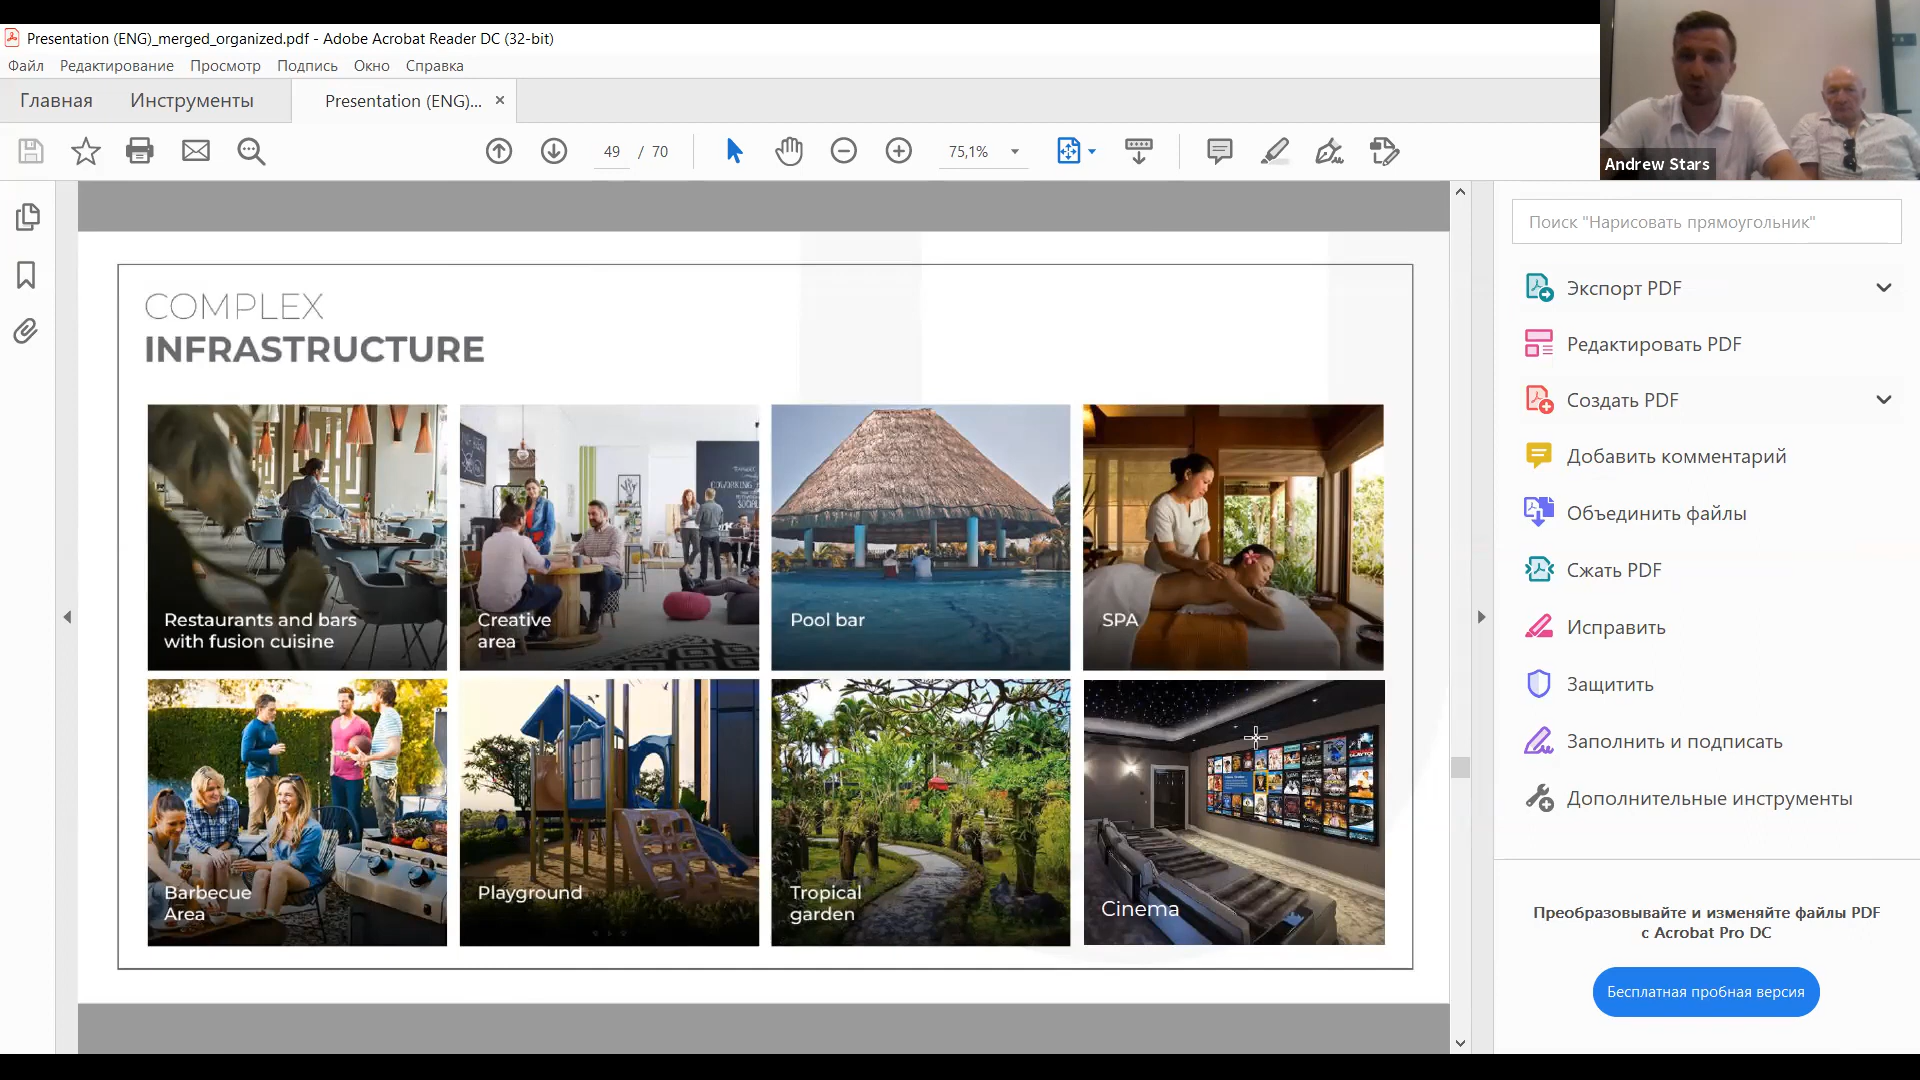 Presentation (ENG)_merged_organized.pdf - Adobe Acrobat Reader DC (32-bit)
Файл Редактирование Просмотр Подпись Окно Справка
Главная Инструменты Presentation (ENG)...
49 / 70 75,1%
Andrew Stars
Поиск "Нарисовать прямоугольник"
COMPLEX
INFRASTRUCTURE
COWORKING
SOCIAL
Restaurants and bars
with fusion cuisine
Creative
area
Pool bar
SPA
Barbecue
Area
Playground
Tropical
garden
Cinema
Экспорт PDF
Редактировать PDF
Создать PDF
Добавить комментарий
Объединить файлы
Сжать PDF
Исправить
Защитить
Заполнить и подписать
Дополнительные инструменты
Преобразовывайте и изменяйте файлы PDF
с Acrobat Pro DC
Бесплатная пробная версия